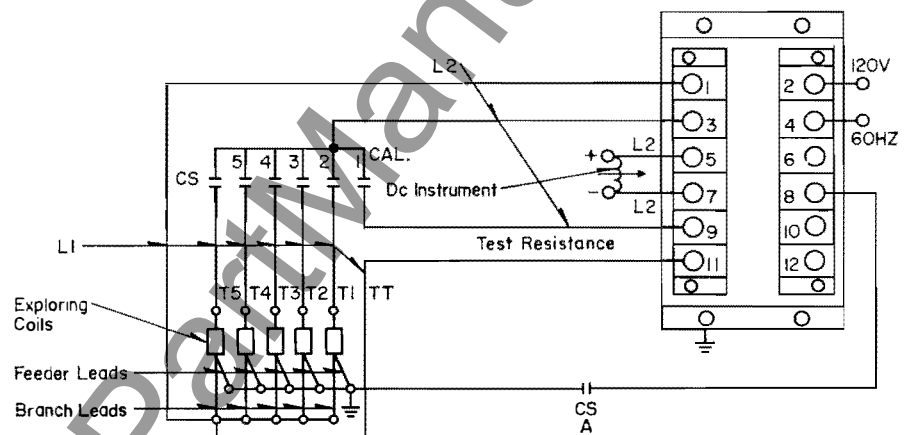 L2
1
2
120V
3
4
60HZ
CS
5
4
3
2
1
CAL.
+
L2
5
6
Dc Instrument
-
L2
7
8
9
10
L1
Test Resistance
11
12
T5
T4
T3
T2
T1
TT
Exploring
Coils
Feeder Leads
Branch Leads
CS
A
PartMan